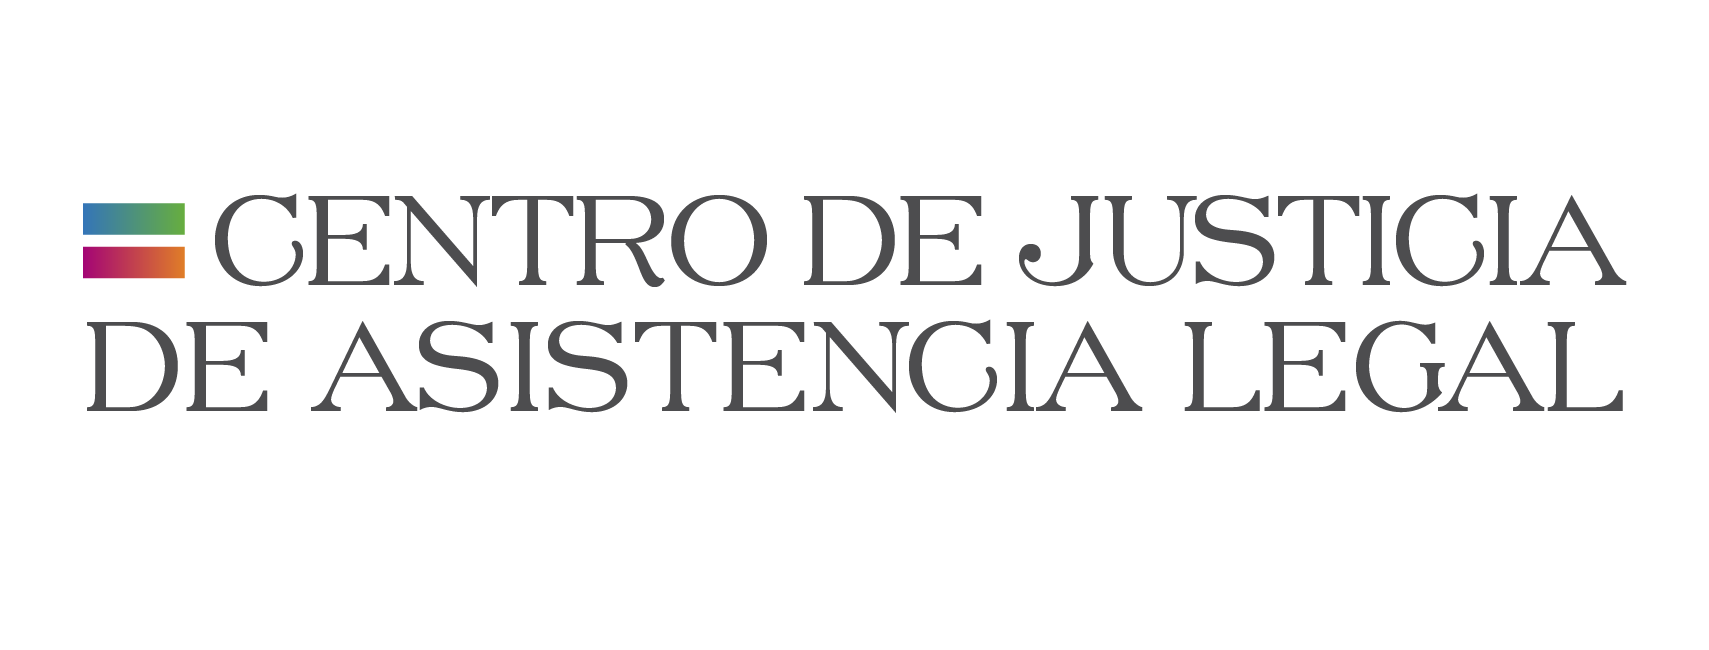 CENTRO DE JUSTICIA
DE ASISTENCIA LEGAL